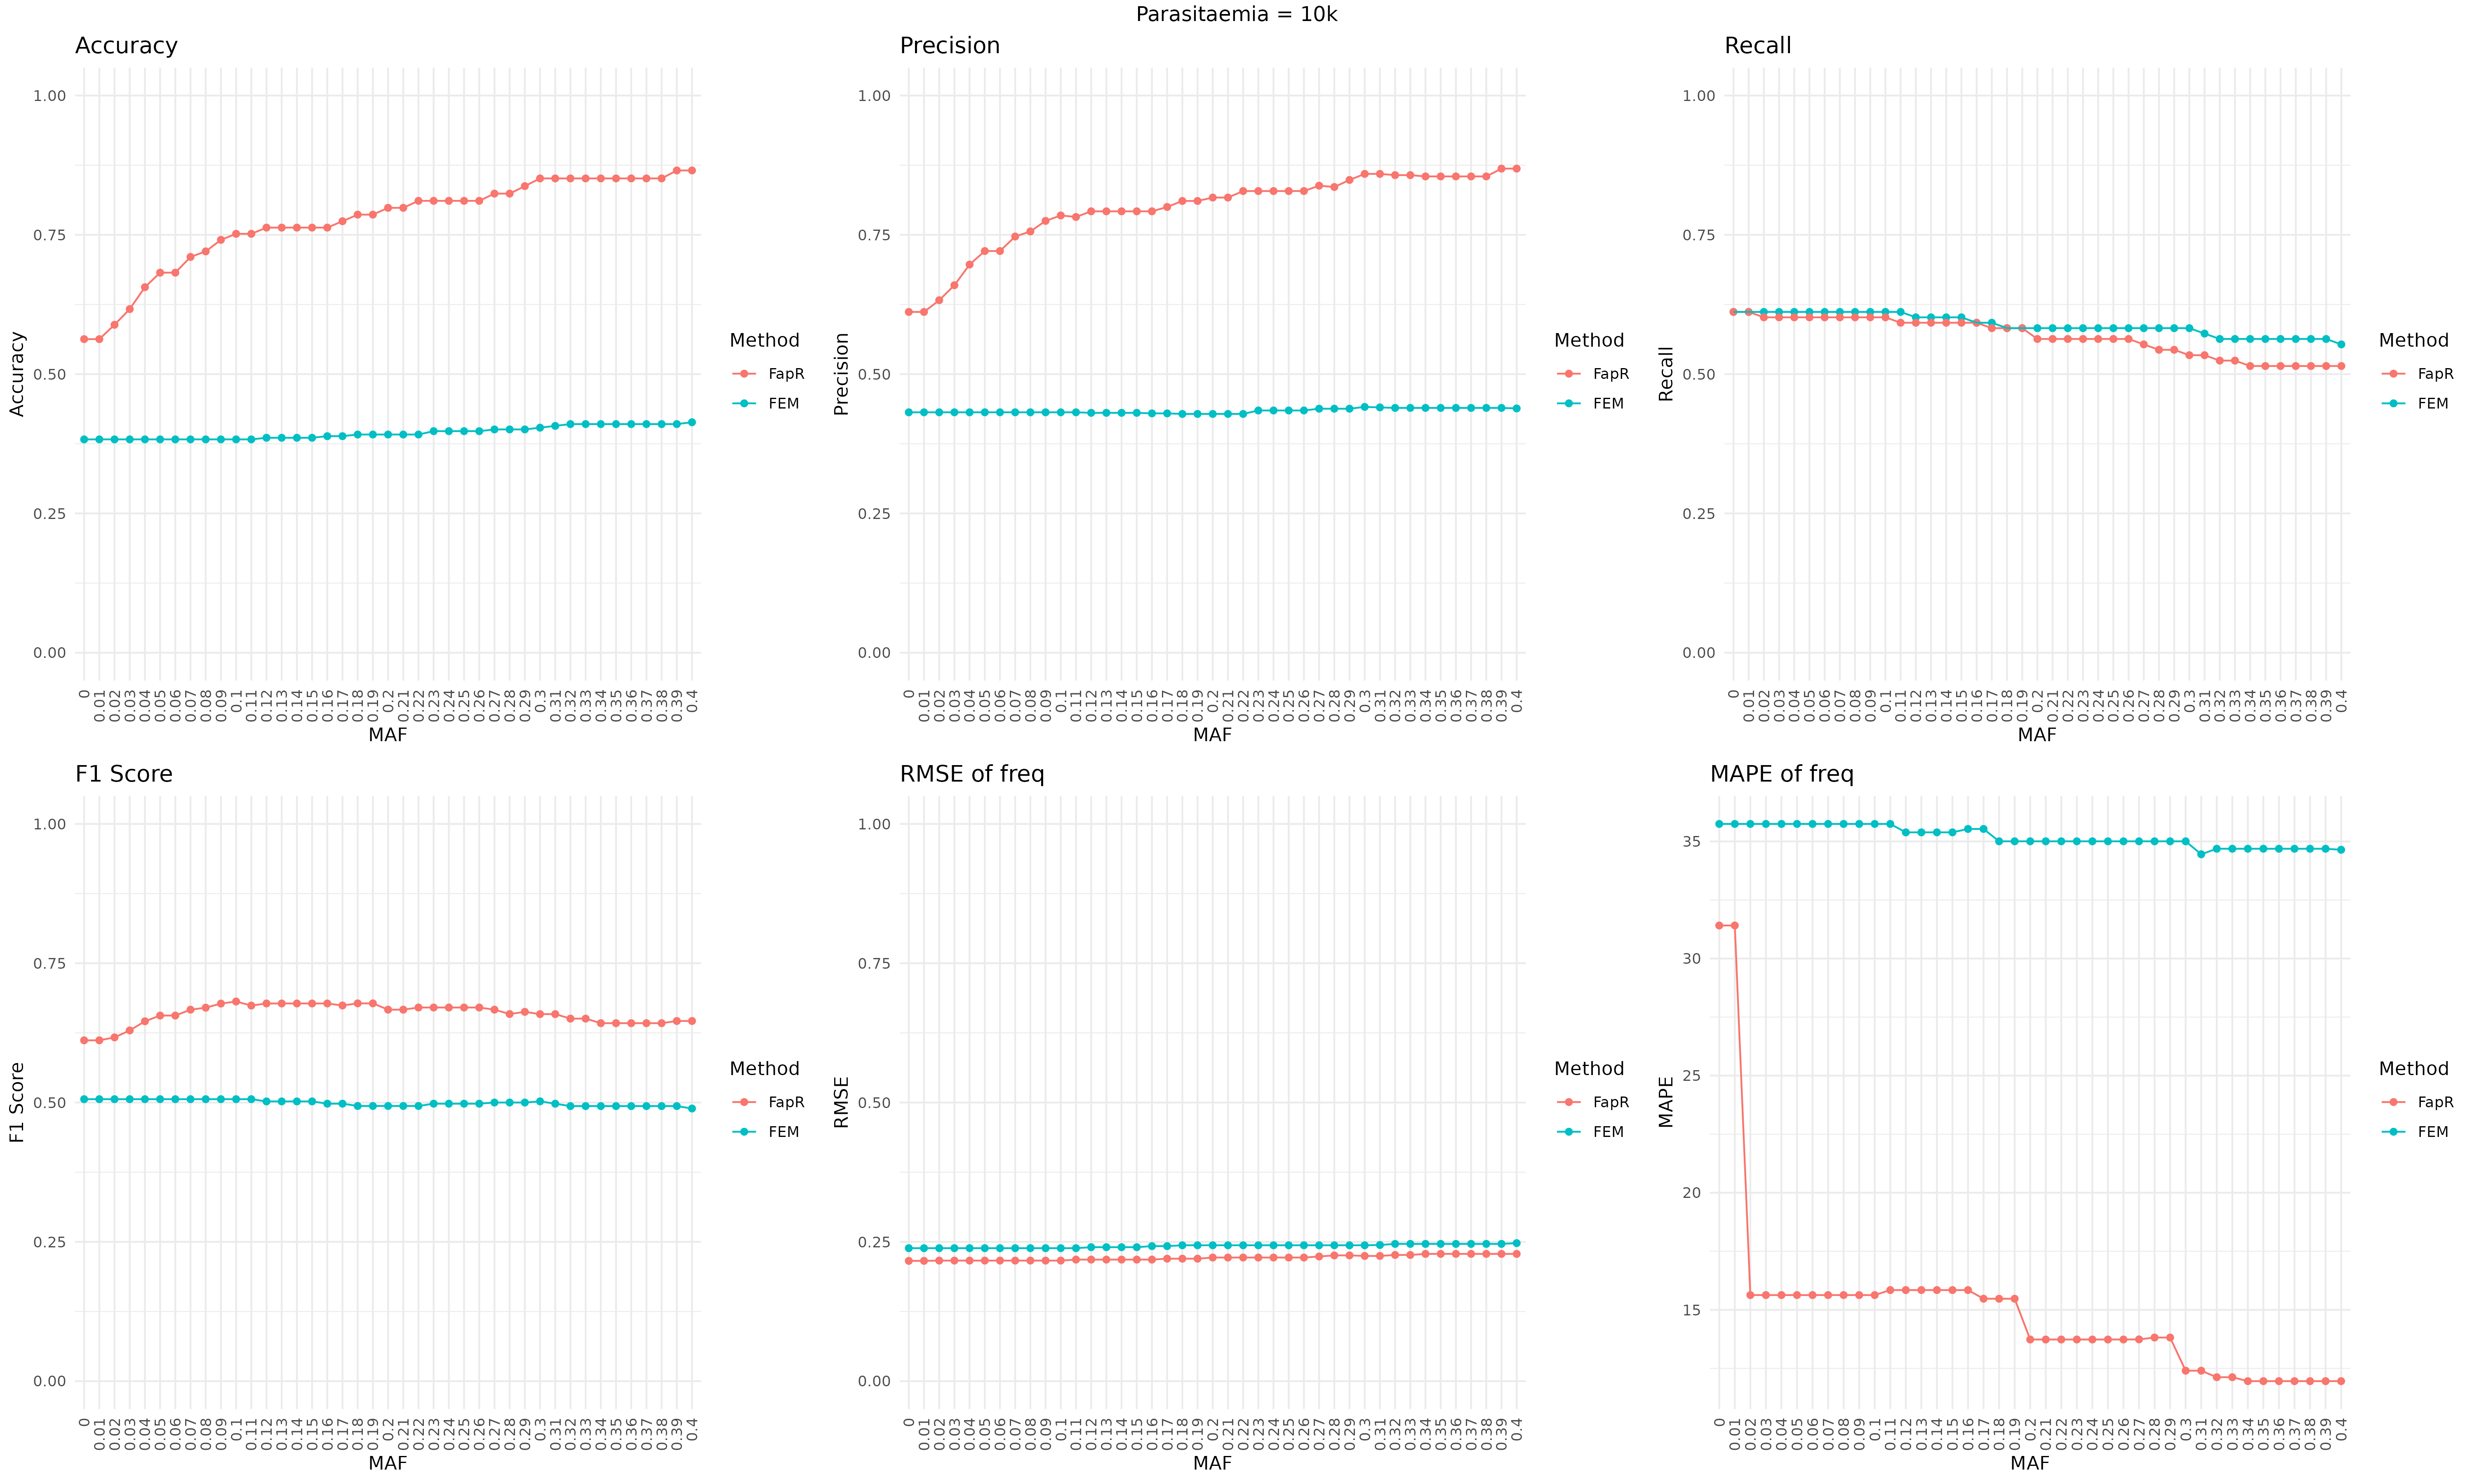 Parasitaemia = 10k
Accuracy
Accuracy
1.00
0.75
0.50
0.25
0.00
0 0.01 0.02 0.03 0.04 0.05 0.06 0.07 0.08 0.09 0.1 0.11 0.12 0.13 0.14 0.15 0.16 0.17 0.18 0.19 0.2 0.21 0.22 0.23 0.24 0.25 0.26 0.27 0.28 0.29 0.3 0.31 0.32 0.33 0.34 0.35 0.36 0.37 0.38 0.39 0.4
MAF
Method
FapR
FEM
Precision
Precision
1.00
0.75
0.50
0.25
0.00
0 0.01 0.02 0.03 0.04 0.05 0.06 0.07 0.08 0.09 0.1 0.11 0.12 0.13 0.14 0.15 0.16 0.17 0.18 0.19 0.2 0.21 0.22 0.23 0.24 0.25 0.26 0.27 0.28 0.29 0.3 0.31 0.32 0.33 0.34 0.35 0.36 0.37 0.38 0.39 0.4
MAF
Method
FapR
FEM
Recall
Recall
1.00
0.75
0.50
0.25
0.00
0 0.01 0.02 0.03 0.04 0.05 0.06 0.07 0.08 0.09 0.1 0.11 0.12 0.13 0.14 0.15 0.16 0.17 0.18 0.19 0.2 0.21 0.22 0.23 0.24 0.25 0.26 0.27 0.28 0.29 0.3 0.31 0.32 0.33 0.34 0.35 0.36 0.37 0.38 0.39 0.4
MAF
Method
FapR
FEM
F1 Score
F1 Score
1.00
0.75
0.50
0.25
0.00
0 0.01 0.02 0.03 0.04 0.05 0.06 0.07 0.08 0.09 0.1 0.11 0.12 0.13 0.14 0.15 0.16 0.17 0.18 0.19 0.2 0.21 0.22 0.23 0.24 0.25 0.26 0.27 0.28 0.29 0.3 0.31 0.32 0.33 0.34 0.35 0.36 0.37 0.38 0.39 0.4
MAF
Method
FapR
FEM
RMSE of freq
RMSE
1.00
0.75
0.50
0.25
0.00
0 0.01 0.02 0.03 0.04 0.05 0.06 0.07 0.08 0.09 0.1 0.11 0.12 0.13 0.14 0.15 0.16 0.17 0.18 0.19 0.2 0.21 0.22 0.23 0.24 0.25 0.26 0.27 0.28 0.29 0.3 0.31 0.32 0.33 0.34 0.35 0.36 0.37 0.38 0.39 0.4
MAF
Method
FapR
FEM
MAPE of freq
MAPE
35
30
25
20
15
0 0.01 0.02 0.03 0.04 0.05 0.06 0.07 0.08 0.09 0.1 0.11 0.12 0.13 0.14 0.15 0.16 0.17 0.18 0.19 0.2 0.21 0.22 0.23 0.24 0.25 0.26 0.27 0.28 0.29 0.3 0.31 0.32 0.33 0.34 0.35 0.36 0.37 0.38 0.39 0.4
MAF
Method
FapR
FEM